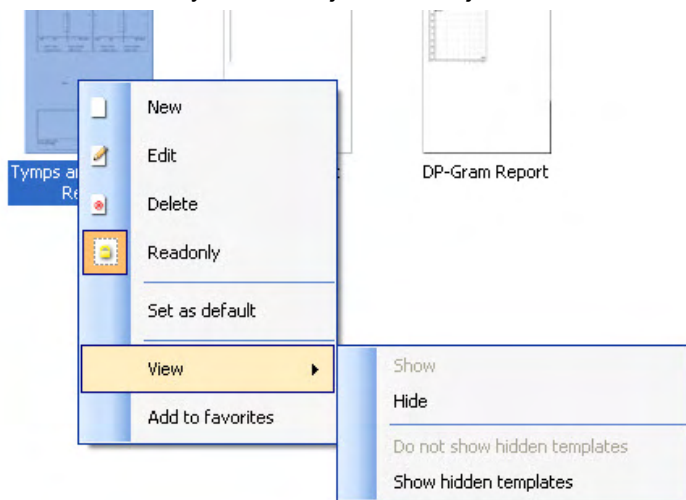 New
Edit
Tymps a
Re
DP-Gram Report
Delete
Readonly
Set as default
View
Show
Hide
Add to favorites
Do not show hidden templates
Show hidden templates